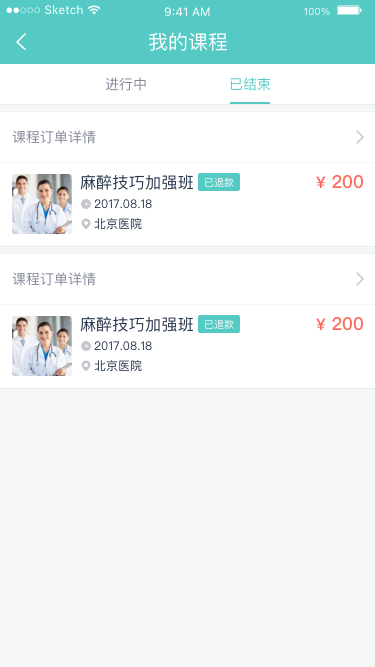 Sketch 9:41 AM 100%
我的课程
进行中 已结束
课程订单详情
麻醉技巧加强班 已退款 ¥ 200
2017.08.18
北京医院
课程订单详情
麻醉技巧加强班 已退款 ¥ 200
2017.08.18
北京医院